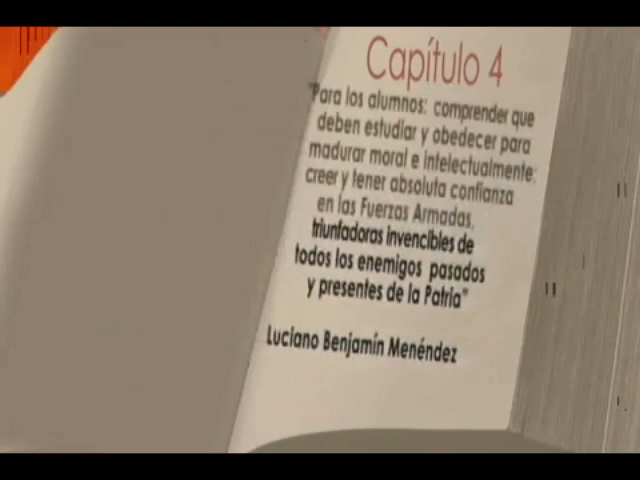 Capítulo 4
"Para los alumnos: comprender que
deben estudiar y obedecer para
madurar moral e intelectualmente;
creer y tener absoluta confianza
en las Fuerzas Armadas,
triunfadoras invencibles de
todos los enemigos pasados
y presentes de la Patria"
Luciano Benjamín Menéndez